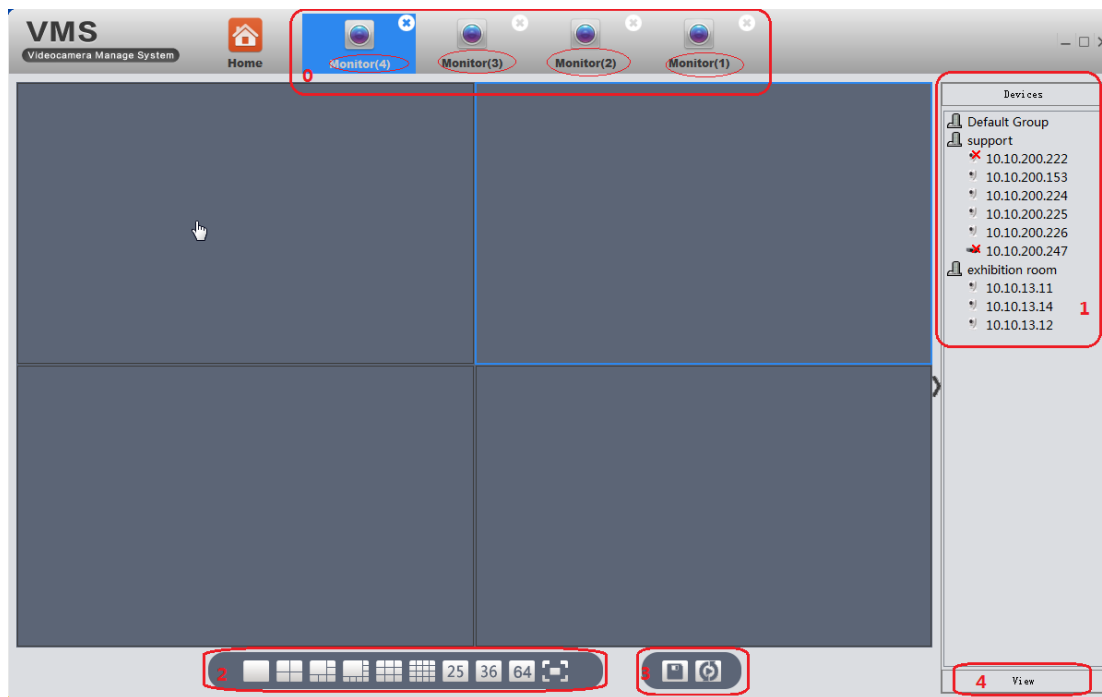 VMS
Videocamera Manage System
Home
Monitor(4)
Monitor(3)
Monitor(2)
Monitor(1)
0
Devices
Default Group
support
10.10.200.222
10.10.200.153
10.10.200.224
10.10.200.225
10.10.200.226
10.10.200.247
exhibition room
10.10.13.11
10.10.13.14
1
10.10.13.12
2
25
36
64
3
4
View